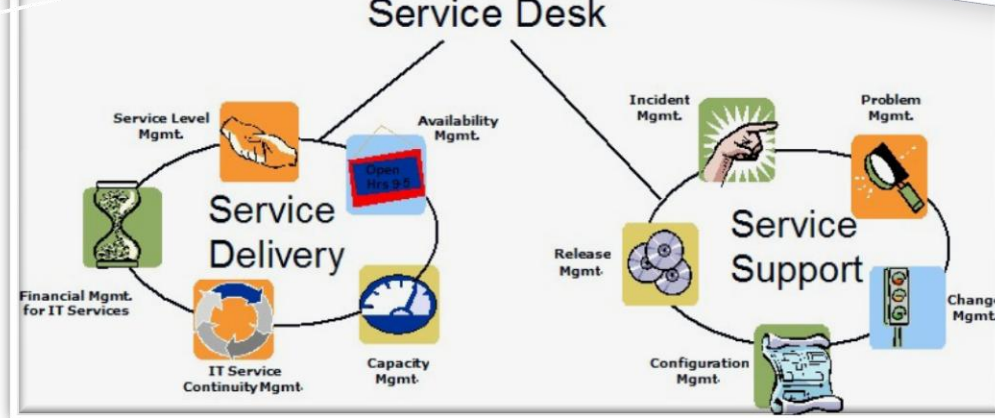 Service Desk
Service Level
Mgmt.
Availability
Mgmt.
Open
Hrs 9-5
Service
Delivery
Financial Mgmt.
for IT Services
IT Service
Continuity Mgmt.
Capacity
Mgmt.
Incident
Mgmt.
Problem
Mgmt.
Release
Mgmt.
Service
Support
Change
Mgmt.
Configuration
Mgmt.